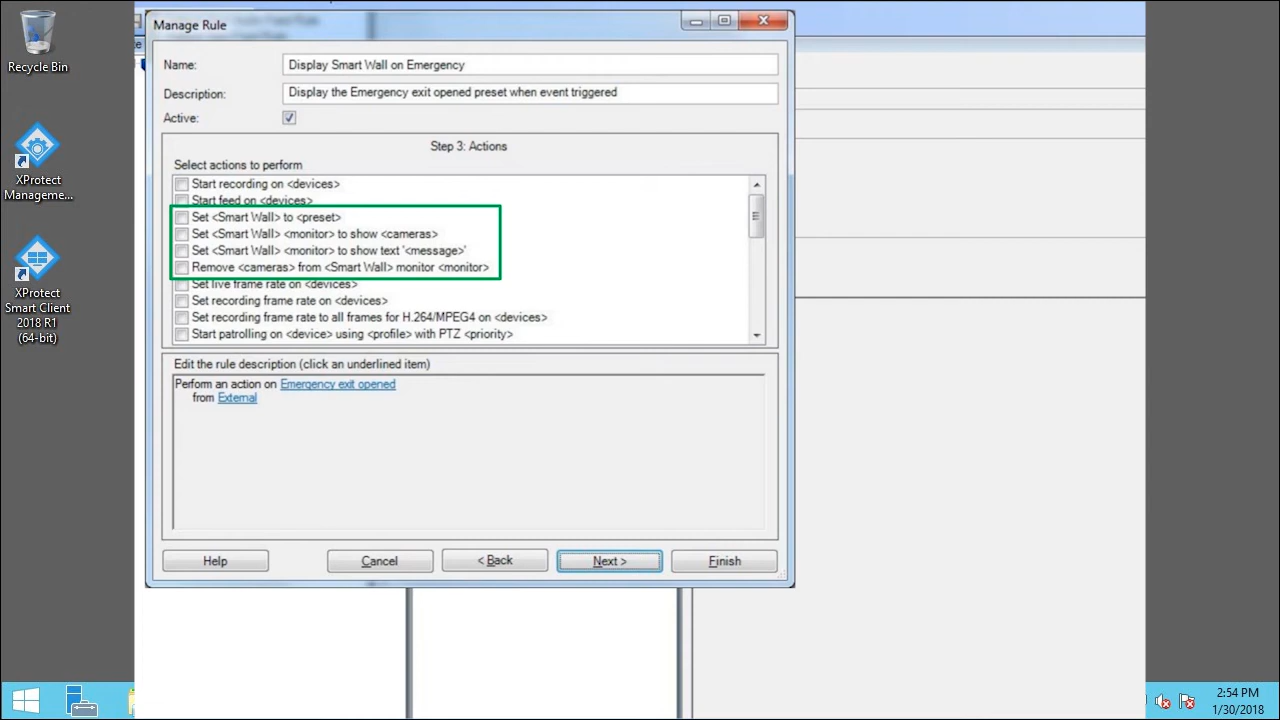 Recycle Bin
XProtect
Manageme...
XProtect
Smart Client
2018 R1
(64-bit)
Manage Rule
Name:
Display Smart Wall on Emergency
Description:
Display the Emergency exit opened preset when event triggered
Active:
Step 3: Actions
Select actions to perform
Start recording on <devices>
Start feed on <devices>
Set <Smart Wall> to <preset>
Set <Smart Wall> <monitor> to show <cameras>
Set <Smart Wall> <monitor> to show text '<message>'
Remove <cameras> from <Smart Wall> monitor <monitor>
Set live frame rate on <devices>
Set recording frame rate on <devices>
Set recording frame rate to all frames for H.264/MPEG4 on <devices>
Start patrolling on <device> using <profile> with PTZ <priority>
Edit the rule description (click an underlined item)
Perform an action on Emergency exit opened
from External
Help
Cancel
< Back
Next >
Finish
2:54 PM
1/30/2018